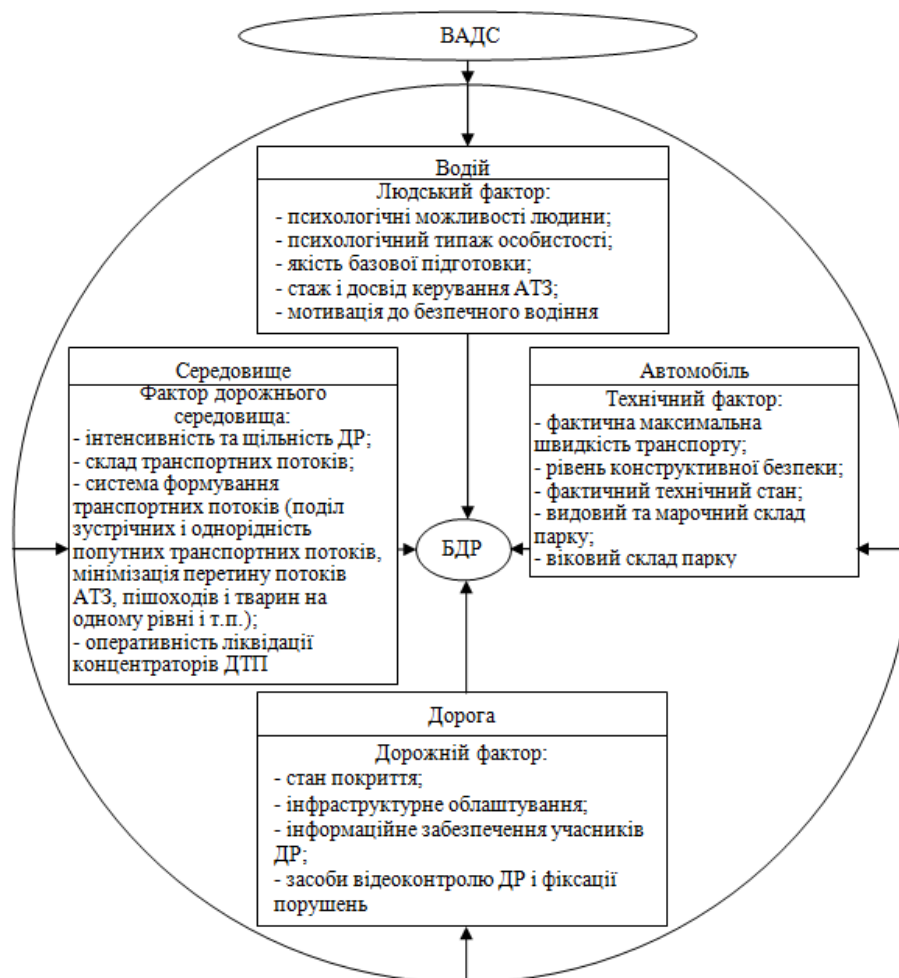 ВАДС
Водій
Людський фактор:
- психологічні можливості людини;
- психологічний типаж особистості;
- якість базової підготовки;
- стаж і досвід керування АТЗ;
- мотивація до безпечного водіння
Середовище
Фактор дорожнього
середовища:
- інтенсивність та щільність ДР;
- склад транспортних потоків;
- система формування
транспортних потоків (поділ
зустрічних і однорідність
попутних транспортних потоків,
мінімізація перетину потоків
АТЗ, пішоходів і тварин на
одному рівні і т.п.);
- оперативність ліквідації
концентраторів ДТП
БДР
Автомобіль
Технічний фактор:
- фактична максимальна
швидкість транспорту;
- рівень конструктивної безпеки;
- фактичний технічний стан;
- видовий та марочний склад
парку;
- віковий склад парку
Дорога
Дорожній фактор:
- стан покриття;
- інфраструктурне облаштування;
- інформаційне забезпечення учасників
ДР;
- засоби відеоконтролю ДР і фіксації
порушень